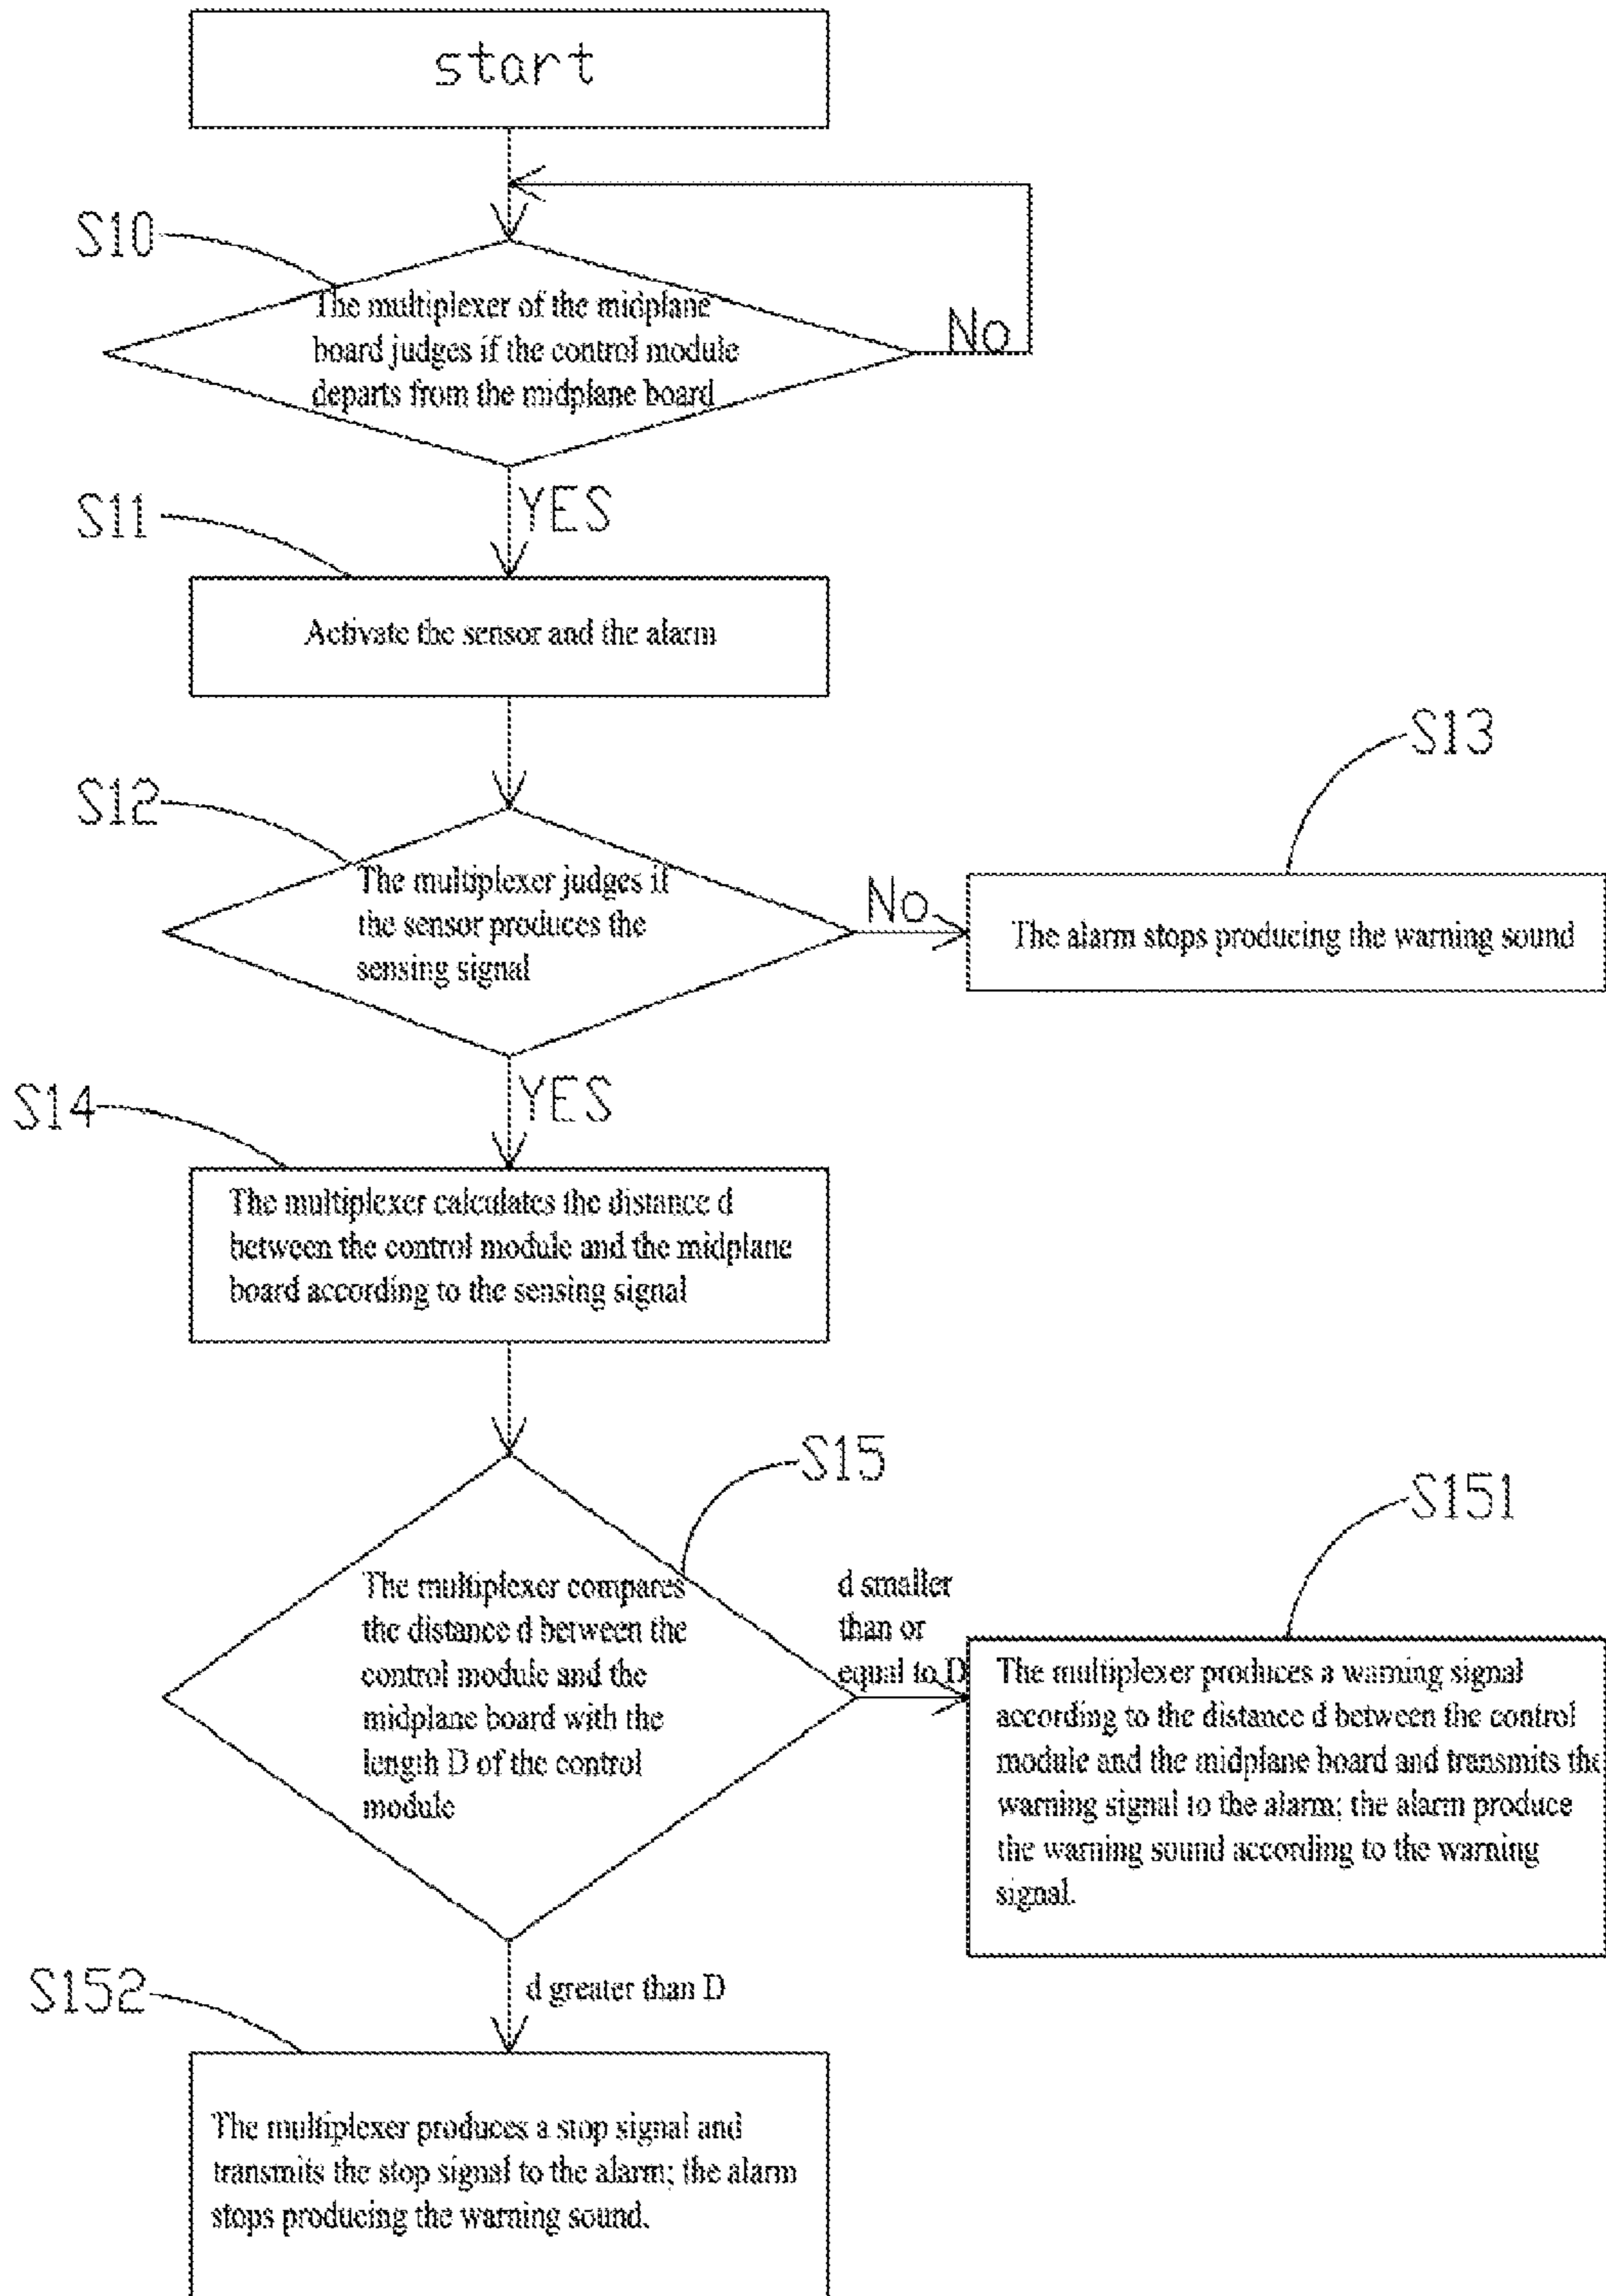 start
S10
The multiplexer of the midplane
board judges if the control module
departs from the midplane board
No
YES
S11
Activate the sensor and the alarm
S12
The multiplexer judges if
the sensor produces the
sensing signal
No
S13
The alarm stops producing the warning sound
YES
S14
The multiplexer calculates the distance d
between the control module and the midplane
board according to the sensing signal
S15
The multiplexer compares
the distance d between the
control module and the
midplane board with the
length D of the control
module
d smaller
than or
equal to D
S151
The multiplexer produces a warning signal
according to the distance d between the control
module and the midplane board and transmits the
warning signal to the alarm; the alarm produce
the warning sound according to the warning
signal.
d greater than D
S152
The multiplexer produces a stop signal and
transmits the stop signal to the alarm; the alarm
stops producing the warning sound.